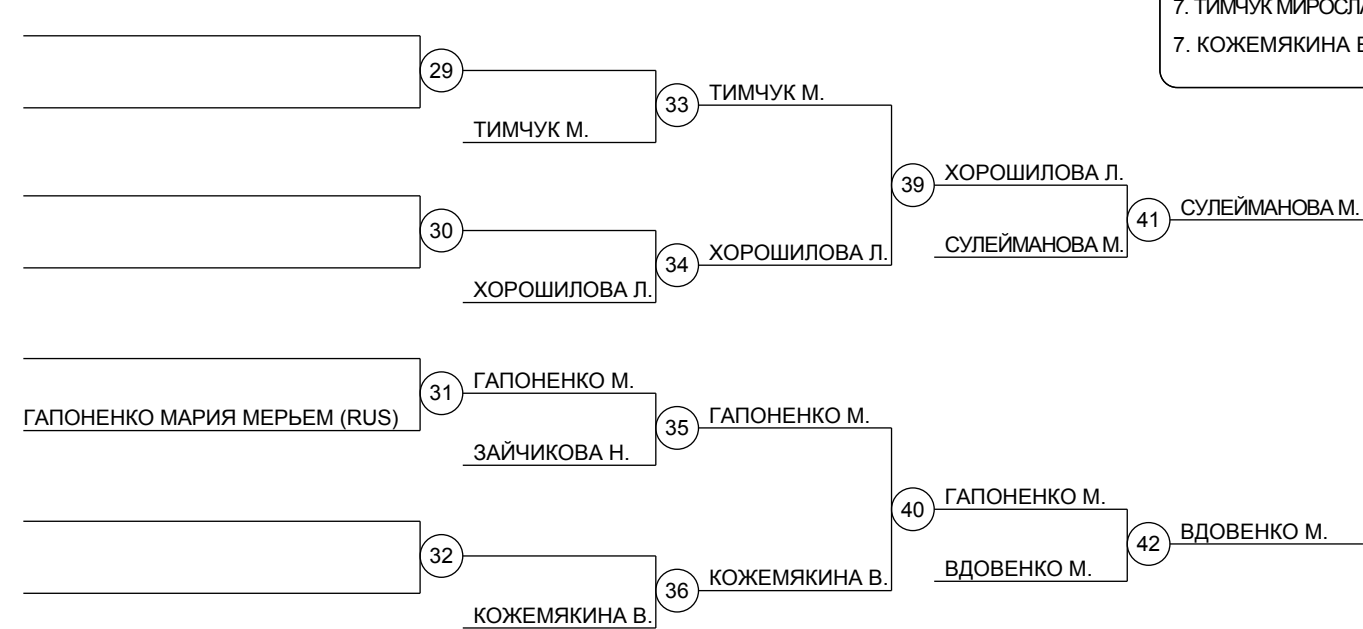 7. ТИМЧУК
7. КОЖЕМЯКИНА
29
ТИМЧУК М.
33
ТИМЧУК М.
39
ХОРОШИЛОВА Л.
41
СУЛЕЙМАНОВА М.
СУЛЕЙМАНОВА М.
30
34
ХОРОШИЛОВА Л.
ХОРОШИЛОВА Л.
31
ГАПОНЕНКО М.
ГАПОНЕНКО МАРИЯ МЕРЬЕМ (RUS)
35
ГАПОНЕНКО М.
ЗАЙЧИКОВА Н.
40
ГАПОНЕНКО М.
42
ВДОВЕНКО М.
ВДОВЕНКО М.
32
36
КОЖЕМЯКИНА В.
КОЖЕМЯКИНА В.